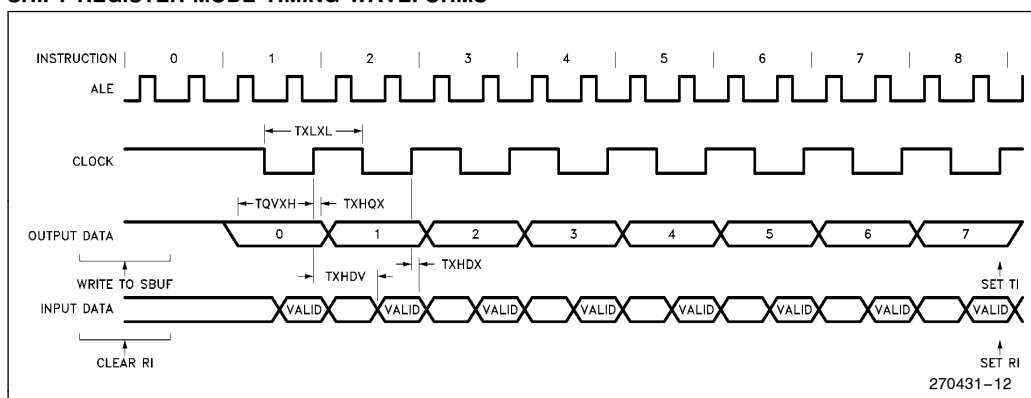 SHIFT REGISTER MODE TIMING WAVEFORMS
INSTRUCTION | 0 | 1 | 2 | 3 | 4 | 5 | 6 | 7 | 8 |
ALE
TXLXL
CLOCK
TQVXH TXHQX
OUTPUT DATA 0 1 2 3 4 5 6 7
TXHDV TXHDX
WRITE TO SBUF SET TI
INPUT DATA VALID VALID VALID VALID VALID VALID VALID VALID
CLEAR RI SET RI
270431–12